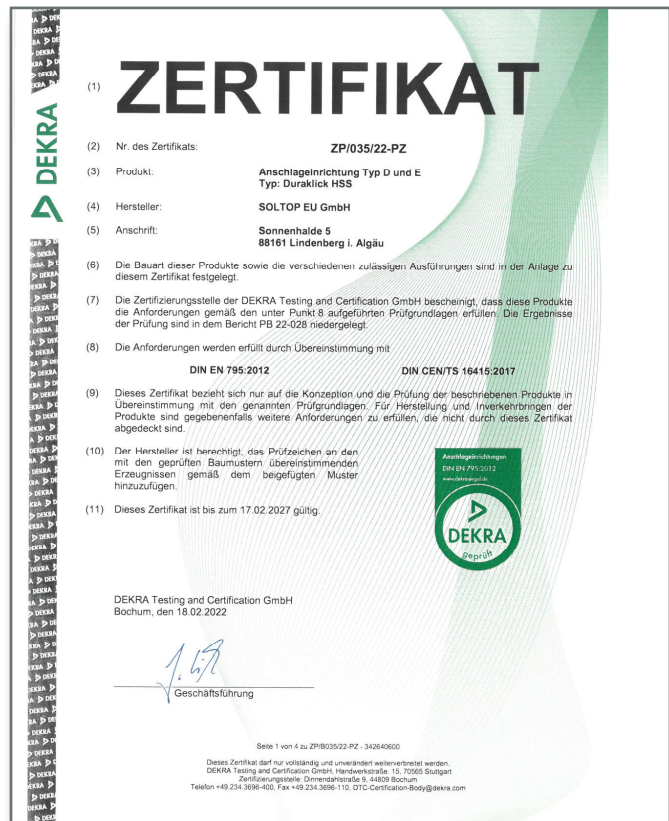 DEKRA
(1) ZERTIFIKAT
(2) Nr. des Zertifikats: ZP/035/22-PZ
(3) Produkt: Anschlageinrichtung Typ D und E
Typ: Duraklick HSS
(4) Hersteller: SOLTOP EU GmbH
(5) Anschrift: Sonnenhalde 5
88161 Lindenberg i. Algäu
(6) Die Bauart dieser Produkte sowie die verschiedenen zulässigen Ausführungen sind in der Anlage zu
diesem Zertifikat festgelegt.
(7) Die Zertifizierungsstelle der DEKRA Testing and Certification GmbH bescheinigt, dass diese Produkte
die Anforderungen gemäß den unter Punkt 8 aufgeführten Prüfgrundlagen erfüllen. Die Ergebnisse
der Prüfung sind in dem Bericht PB 22-028 niedergelegt.
(8) Die Anforderungen werden erfüllt durch Übereinstimmung mit
DIN EN 795:2012 DIN CEN/TS 16415:2017
(9) Dieses Zertifikat bezieht sich nur auf die Konzeption und die Prüfung der beschriebenen Produkte in
Übereinstimmung mit den genannten Prüfgrundlagen. Für Herstellung und Inverkehrbringen der
Produkte sind gegebenenfalls weitere Anforderungen zu erfüllen, die nicht durch dieses Zertifikat
abgedeckt sind.
(10) Der Hersteller ist berechtigt, das Prüfzeichen an den
mit den geprüften Baumustern übereinstimmenden
Erzeugnissen gemäß dem beigefügten Muster
hinzuzufügen.
Anschlageinrichtungen
DIN EN 795:2012
www.dekrasiegel.de
DEKRA
geprüft
(11) Dieses Zertifikat ist bis zum 17.02.2027 gültig.
DEKRA Testing and Certification GmbH
Bochum, den 18.02.2022
Geschäftsführung
Seite 1 von 4 zu ZP/B035/22-PZ - 342640600
Dieses Zertifikat darf nur vollständig und unverändert weiterverbreitet werden.
DEKRA Testing and Certification GmbH, Handwerkstraße. 15, 70565 Stuttgart
Zertifizierungsstelle: Dinnendahlstraße 9, 44809 Bochum
Telefon +49.234.3696-400, Fax +49.234.3696-110, DTC-Certification-Body@dekra.com